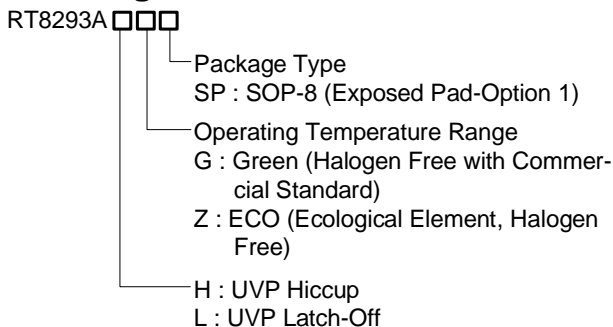 RT8293A
Package Type
SP : SOP-8 (Exposed Pad-Option 1)
Operating Temperature Range
G : Green (Halogen Free with Commer-
cial Standard)
Z : ECO (Ecological Element, Halogen
Free)
H : UVP Hiccup
L : UVP Latch-Off